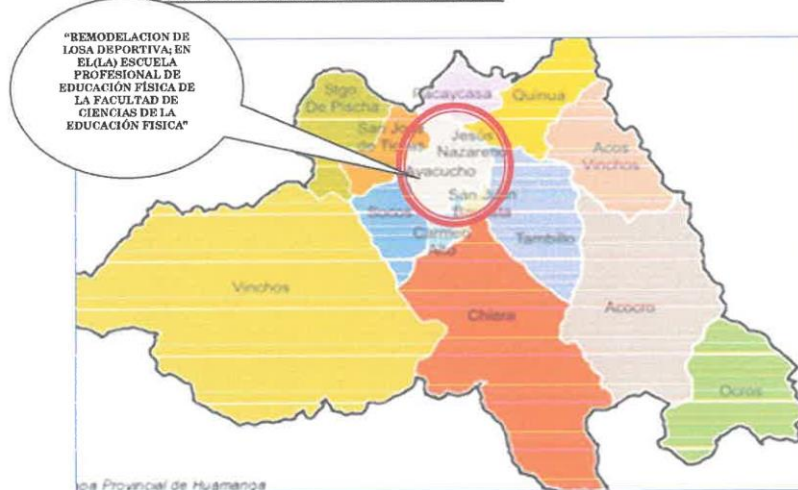 "REMODELACION DE
LOSA DEPORTIVA; EN
EL(LA) ESCUELA
PROFESIONAL DE
EDUCACIÓN FÍSICA DE
LA FACULTAD DE
CIENCIAS DE LA
EDUCACIÓN FISICA"
Stgo
De Pischa
Pacaycasa
Quinua
San José
de Ticllas
Jesús
Nazareno
Acos
Vinchos
Ayacucho
San Juan
Bautista
Socos
Carmen
Alto
Tambillo
Vinchos
Chiara
Acocro
Ocros
pa Provincial de Huamanga